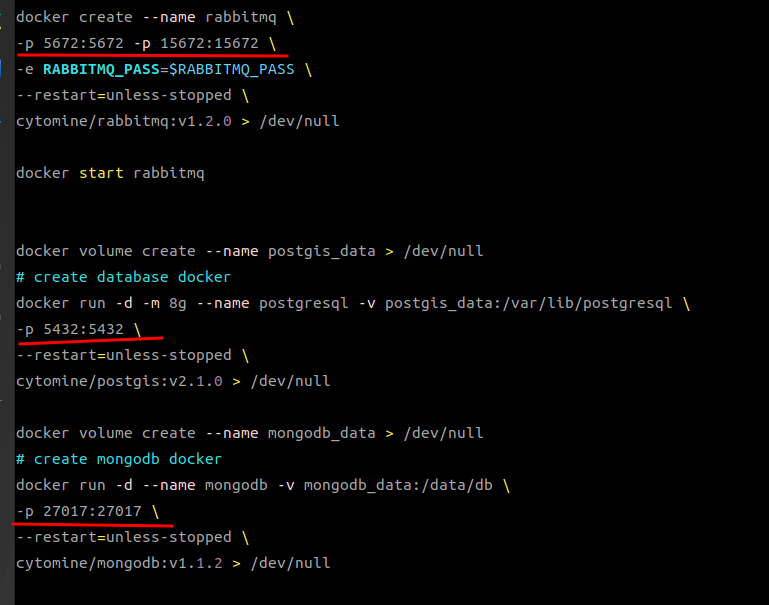 docker create --name rabbitmq \
-p 5672:5672 -p 15672:15672 \
-e RABBITMQ_PASS=$RABBITMQ_PASS \
--restart=unless-stopped \
cytomine/rabbitmq:v1.2.0 > /dev/null
docker start rabbitmq
docker volume create --name postgis_data > /dev/null
# create database docker
docker run -d -m 8g --name postgresql -v postgis_data:/var/lib/postgresql \
-p 5432:5432 \
--restart=unless-stopped \
cytomine/postgis:v2.1.0 > /dev/null
docker volume create --name mongodb_data > /dev/null
# create mongodb docker
docker run -d --name mongodb -v mongodb_data:/data/db \
-p 27017:27017 \
--restart=unless-stopped \
cytomine/mongodb:v1.1.2 > /dev/null